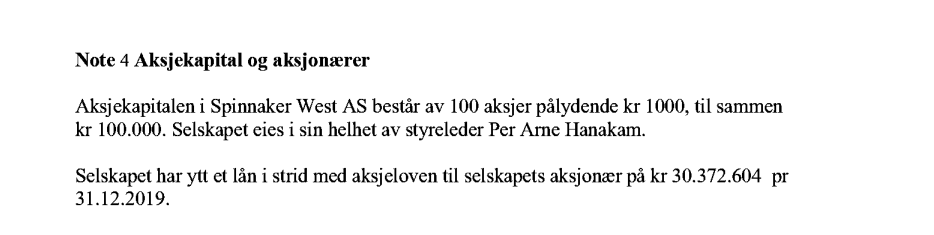 Note 4 Aksjekapital og aksjonærer
Aksjekapitalen i Spinnaker West AS består av 100 aksjer pålydende kr 1000, til sammen
kr 100.000. Selskapet eies i sin helhet av styreleder Per Arne Hanakam.
Selskapet har ytt et lån i strid med aksjeloven til selskapets aksjonær på kr 30.372.604 pr
31.12.2019.